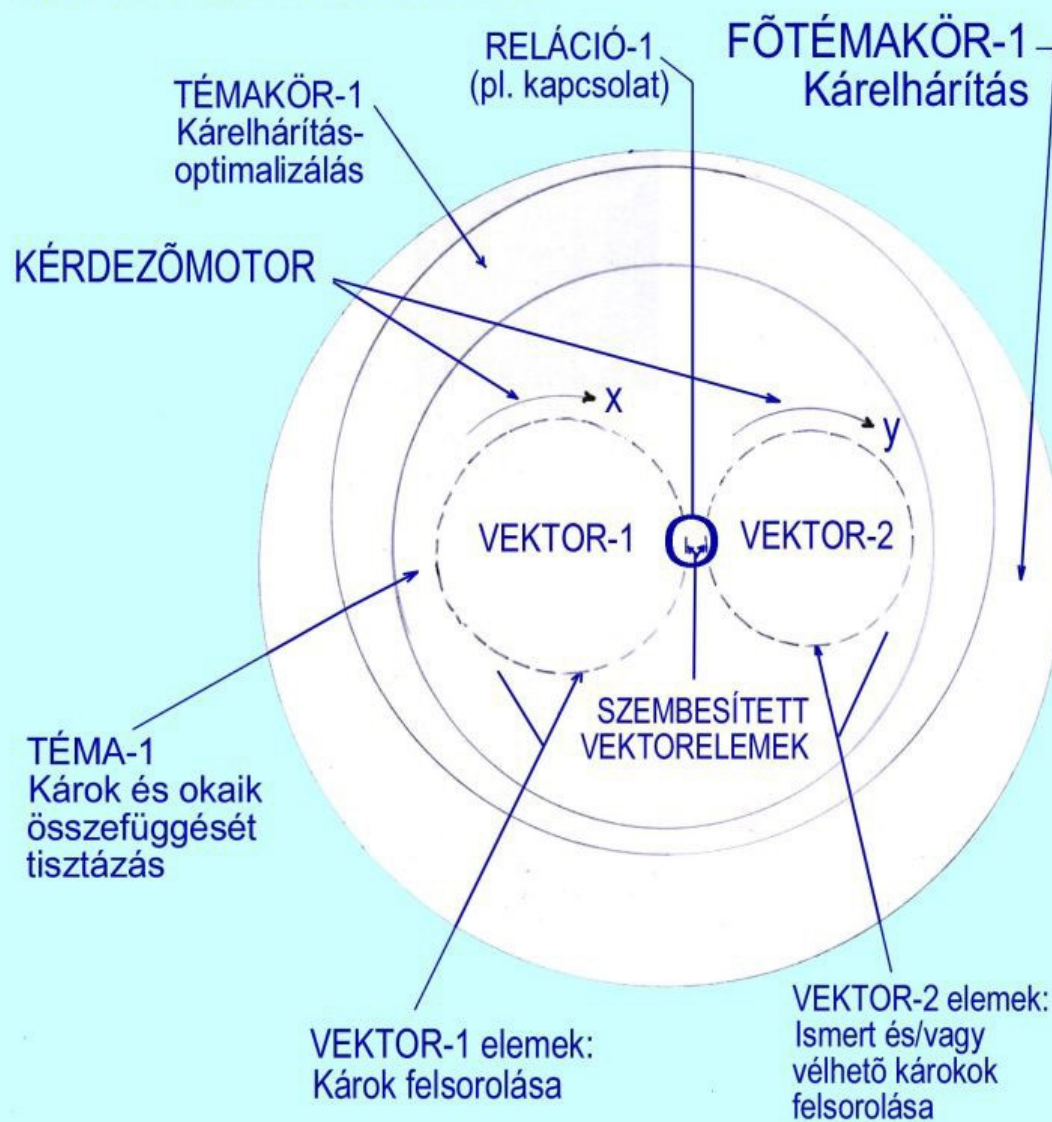 RELÁCIÓ-1
(pl. kapcsolat)
FÕTÉMAKÖR-1
Kárelhárítás
TÉMAKÖR-1
Kárelhárítás-
optimalizálás
KÉRDEZÕMOTOR
x
y
VEKTOR-1
VEKTOR-2
SZEMBESÍTETT
VEKTORELEMEK
TÉMA-1
Károk és okaik
összefüggését
tisztázás
VEKTOR-1 elemek:
Károk felsorolása
VEKTOR-2 elemek:
Ismert és/vagy
vélhetõ károkok
felsorolása